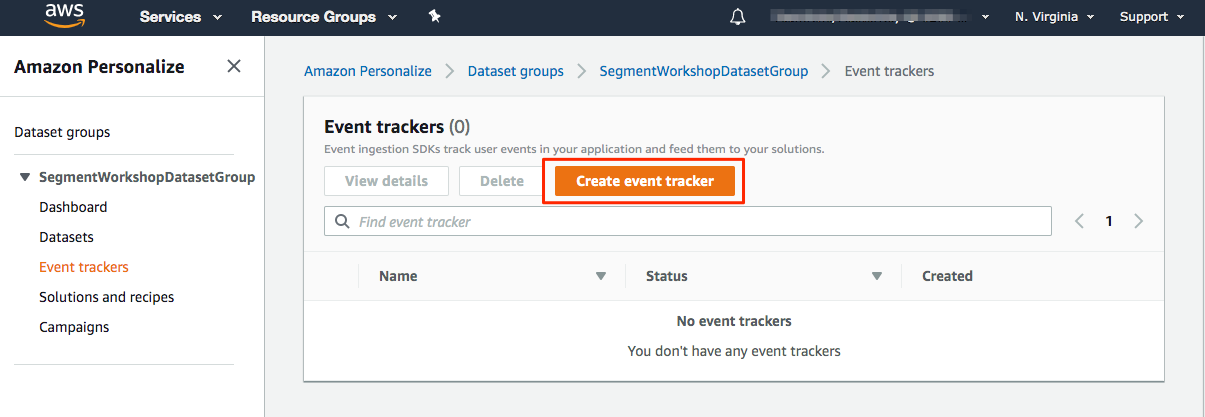 aws Services Resource Groups N. Virginia Support
Amazon Personalize
Dataset groups
SegmentWorkshopDatasetGroup
Dashboard
Datasets
Event trackers
Solutions and recipes
Campaigns
Amazon Personalize Dataset groups SegmentWorkshopDatasetGroup Event trackers
Event trackers (0)
Event ingestion SDKs track user events in your application and feed them to your solutions.
View details Delete Create event tracker
Find event tracker 1
Name Status Created
No event trackers
You don't have any event trackers